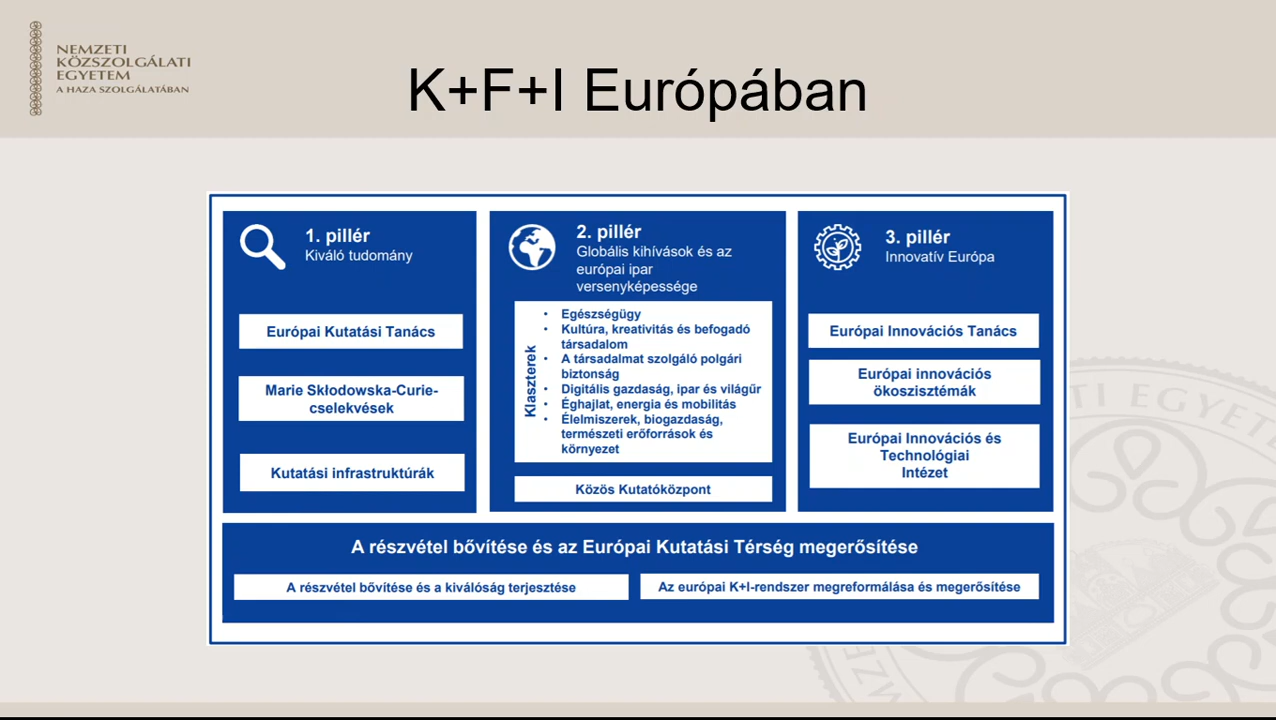 NEMZETI
KÖZSZOLGÁLATI
EGYETEM
A HAZA SZOLGÁLATÁBAN
K+F+I Európában
1. pillér
Kiváló tudomány
Európai Kutatási Tanács
Marie Skłodowska-Curie-
cselekvések
Kutatási infrastruktúrák
2. pillér
Globális kihívások és az
európai ipar
versenyképessége
Klaszterek
• Egészségügy
• Kultúra, kreativitás és befogadó
társadalom
• A társadalmat szolgáló polgári
biztonság
• Digitális gazdaság, ipar és világűr
• Éghajlat, energia és mobilitás
• Élelmiszerek, biogazdaság,
természeti erőforrások és
környezet
Közös Kutatóközpont
3. pillér
Innovatív Európa
Európai Innovációs Tanács
Európai innovációs
ökoszisztémák
Európai Innovációs és
Technológiai
Intézet
A részvétel bővítése és az Európai Kutatási Térség megerősítése
A részvétel bővítése és a kiválóság terjesztése
Az európai K+I-rendszer megreformálása és megerősítése